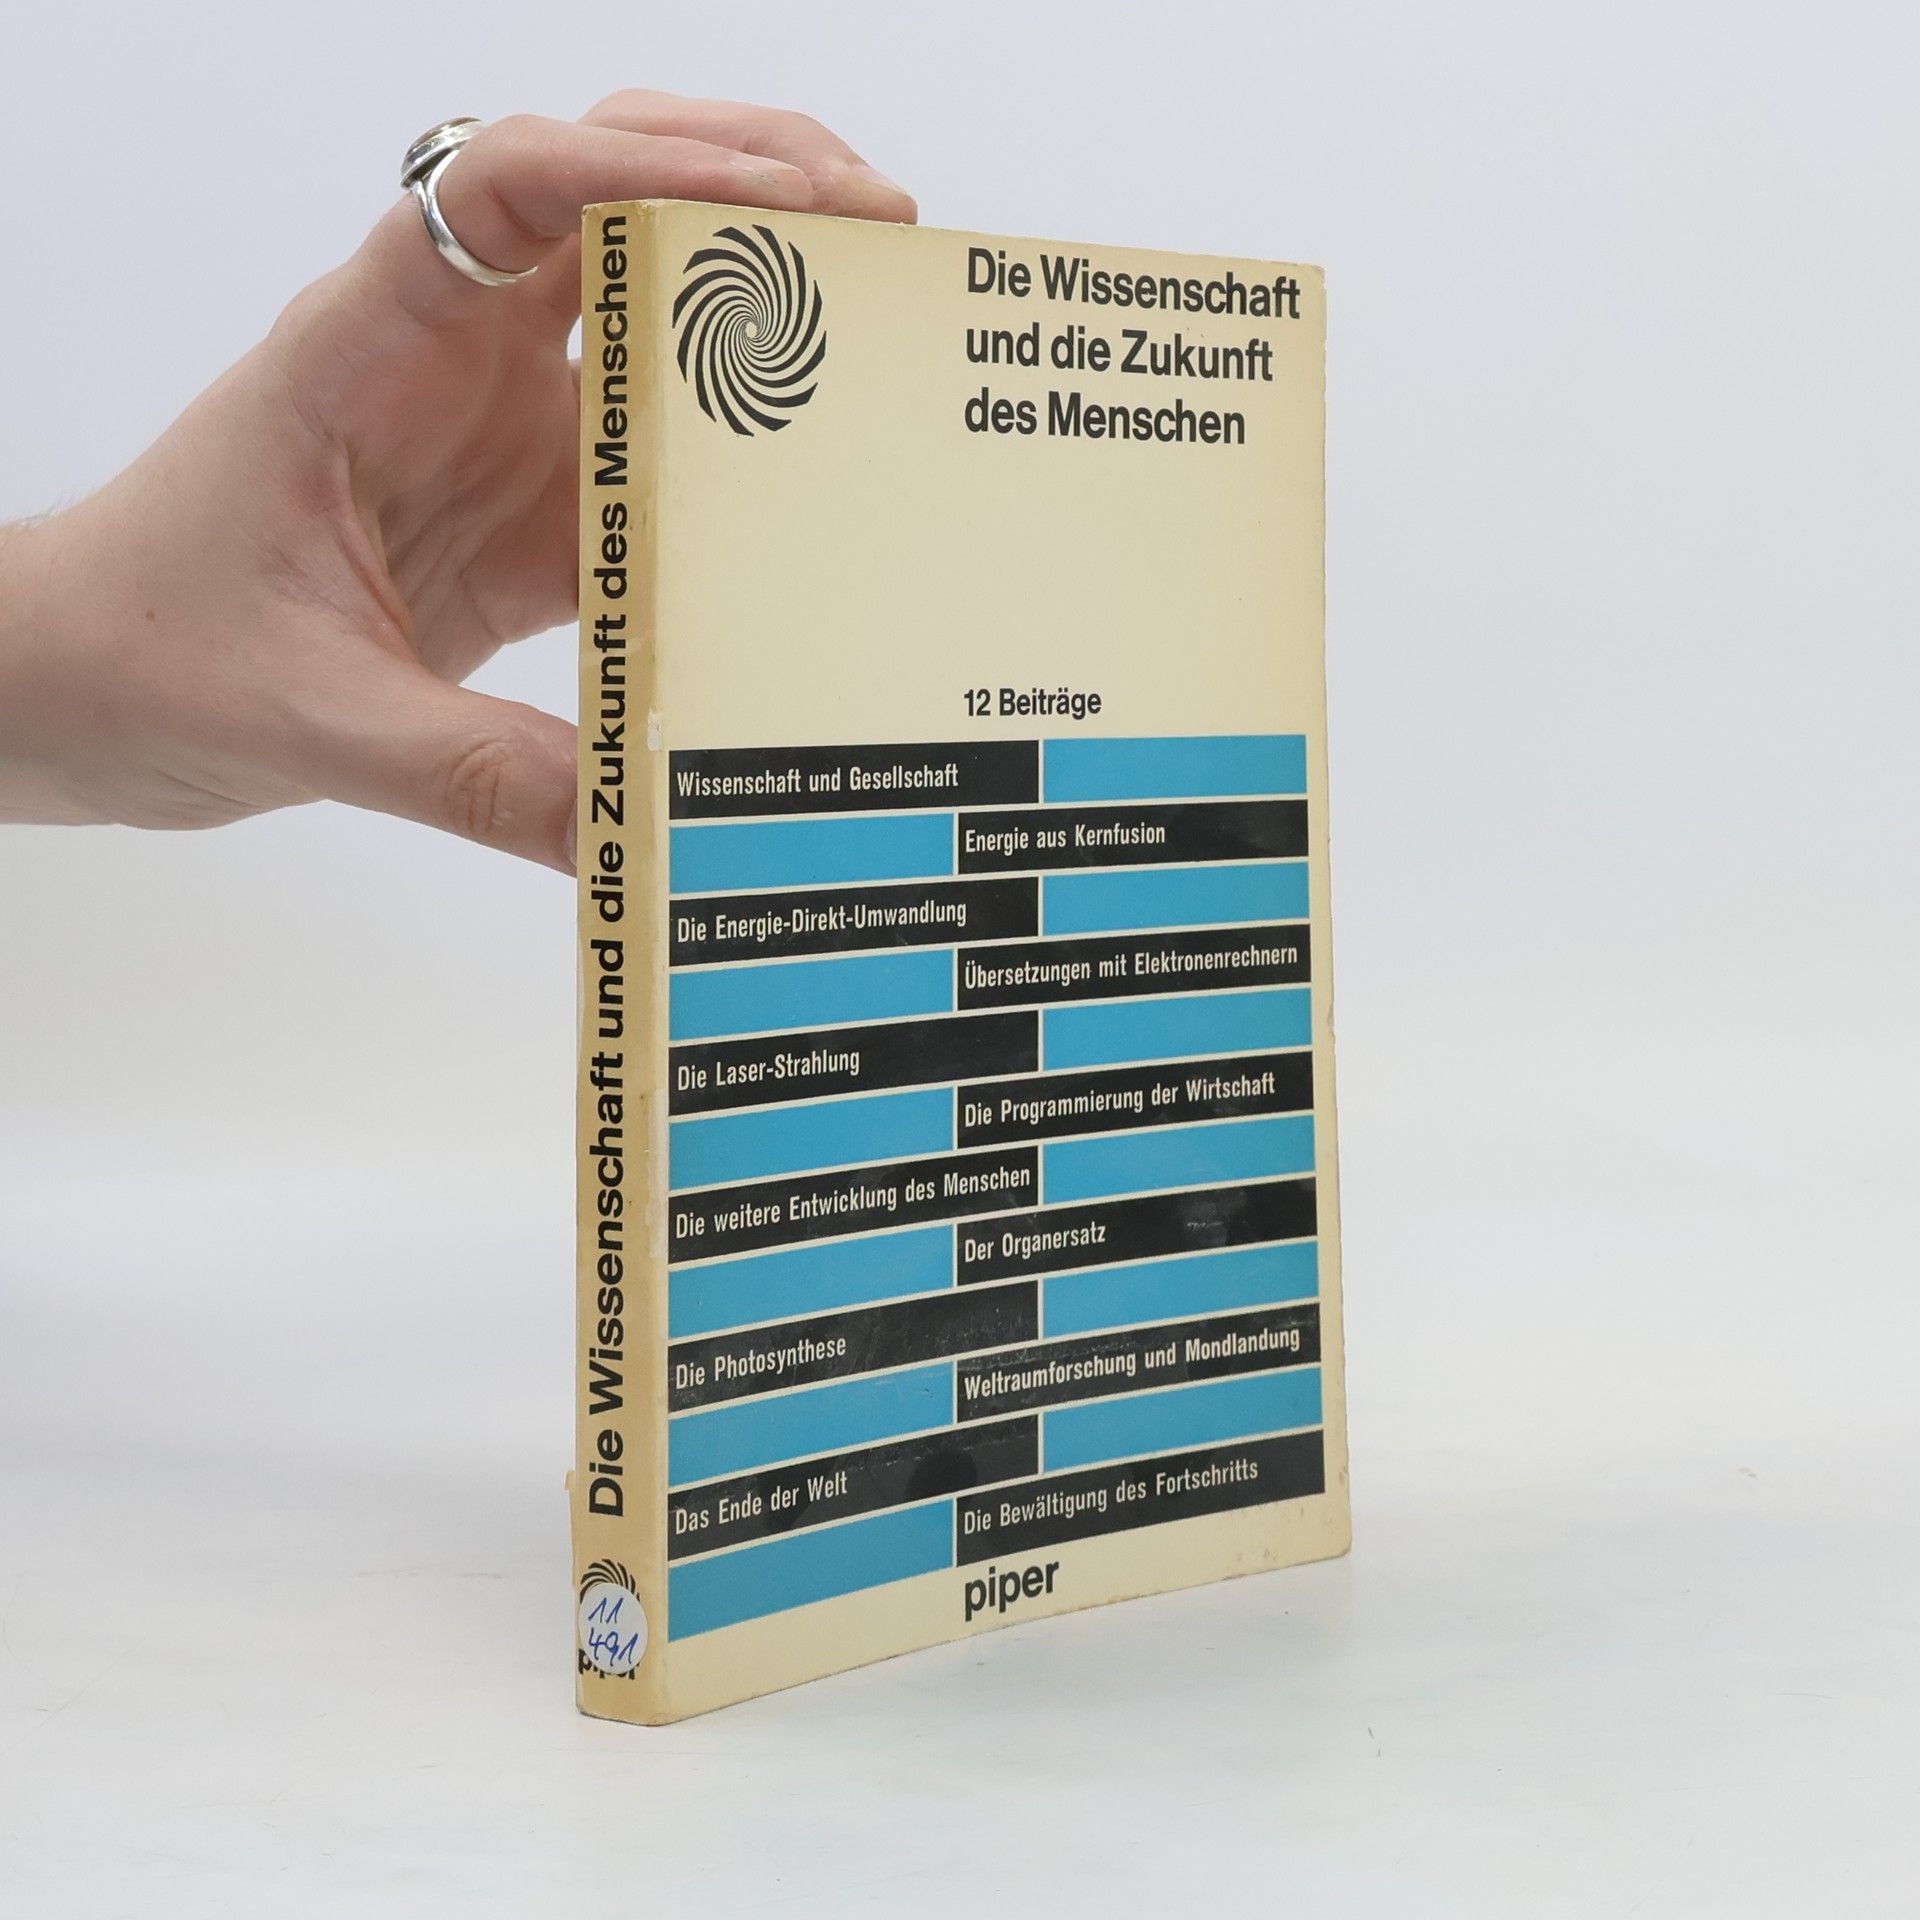 Die Wissenschaft und die Zukunft des Menschen
11
491
Die Wissenschaft
und die Zukunft
des Menschen
12 Beiträge
Wissenschaft und Gesellschaft
Energie aus Kernfusion
Die Energie-Direkt-Umwandlung
Übersetzungen mit Elektronenrechnern
Die Laser-Strahlung
Die Programmierung der Wirtschaft
Die weitere Entwicklung des Menschen
Der Organersatz
Die Photosynthese
Weltraumforschung und Mondlandung
Das Ende der Welt
Die Bewältigung des Fortschritts
piper